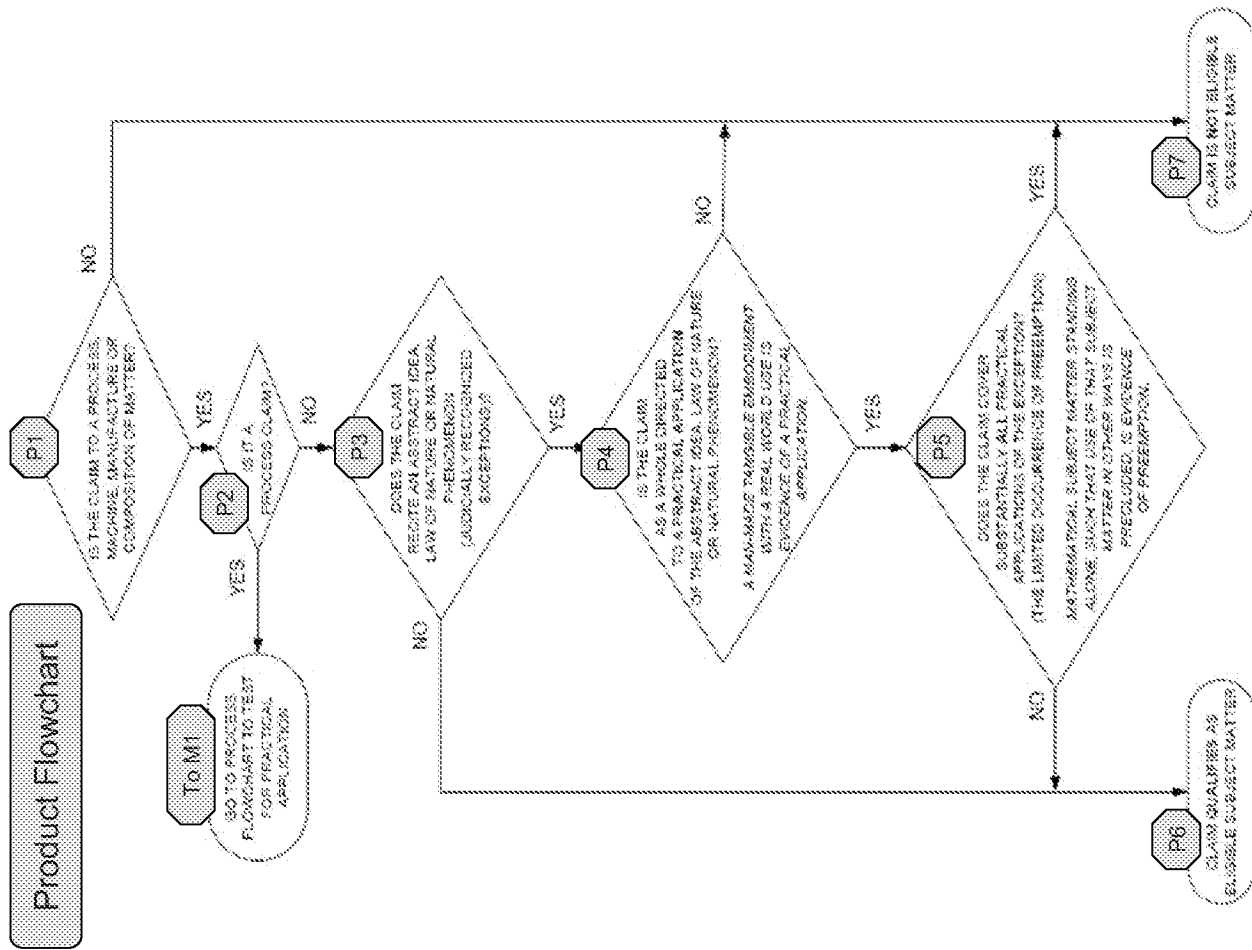 Product Flowchart
P1
IS THE CLAIM TO A PROCESS,
MACHINE, MANUFACTURE OR
COMPOSITION OF MATTER?
NO
YES
P2
IS IT A
PROCESS CLAIM?
YES
NO
To M1
GO TO PROCESS
FLOWCHART TO TEST
FOR PRACTICAL
APPLICATION
P3
DOES THE CLAIM
RECITE AN ABSTRACT IDEA,
LAW OF NATURE OR NATURAL
PHENOMENON
(JUDICIALLY RECOGNIZED
EXCEPTIONS)?
NO
YES
P4
IS THE CLAIM
AS A WHOLE DIRECTED
TO A PRACTICAL APPLICATION
OF THE ABSTRACT IDEA, LAW OF NATURE
OR NATURAL PHENOMENON?
A MAN-MADE TANGIBLE EMBODIMENT
WITH A REAL WORLD USE IS
EVIDENCE OF A PRACTICAL
APPLICATION.
NO
YES
P5
DOES THE CLAIM COVER
SUBSTANTIALLY ALL PRACTICAL
APPLICATIONS OF THE EXCEPTION?
(THE LIMITED OCCURRENCE OF PREEMPTION)
MATHEMATICAL SUBJECT MATTER STANDING
ALONE SUCH THAT USE OF THAT SUBJECT
MATTER IN OTHER WAYS IS
PRECLUDED, IS EVIDENCE
OF PREEMPTION.
NO
YES
P6
CLAIM QUALIFIES AS
ELIGIBLE SUBJECT MATTER
P7
CLAIM IS NOT ELIGIBLE
SUBJECT MATTER